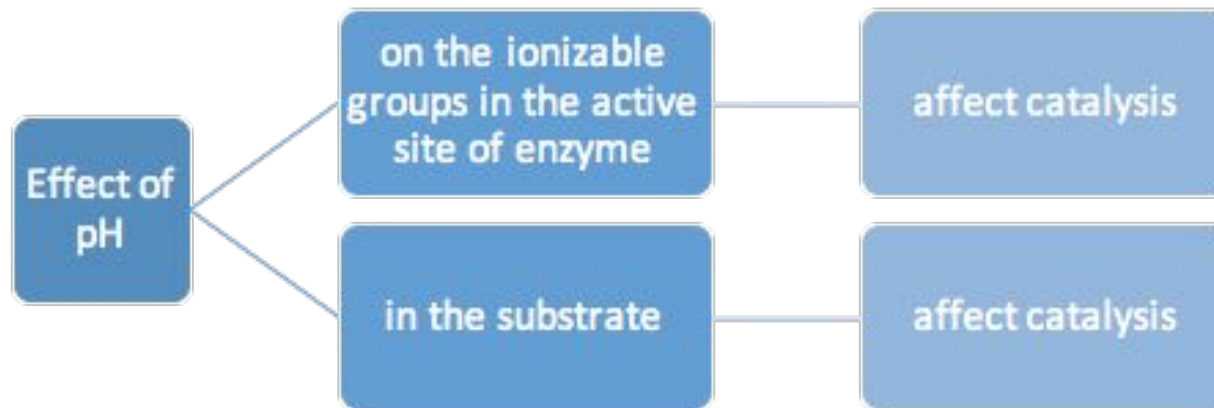 Effect of
pH
on the ionizable
groups in the active
site of enzyme
affect catalysis
in the substrate
affect catalysis